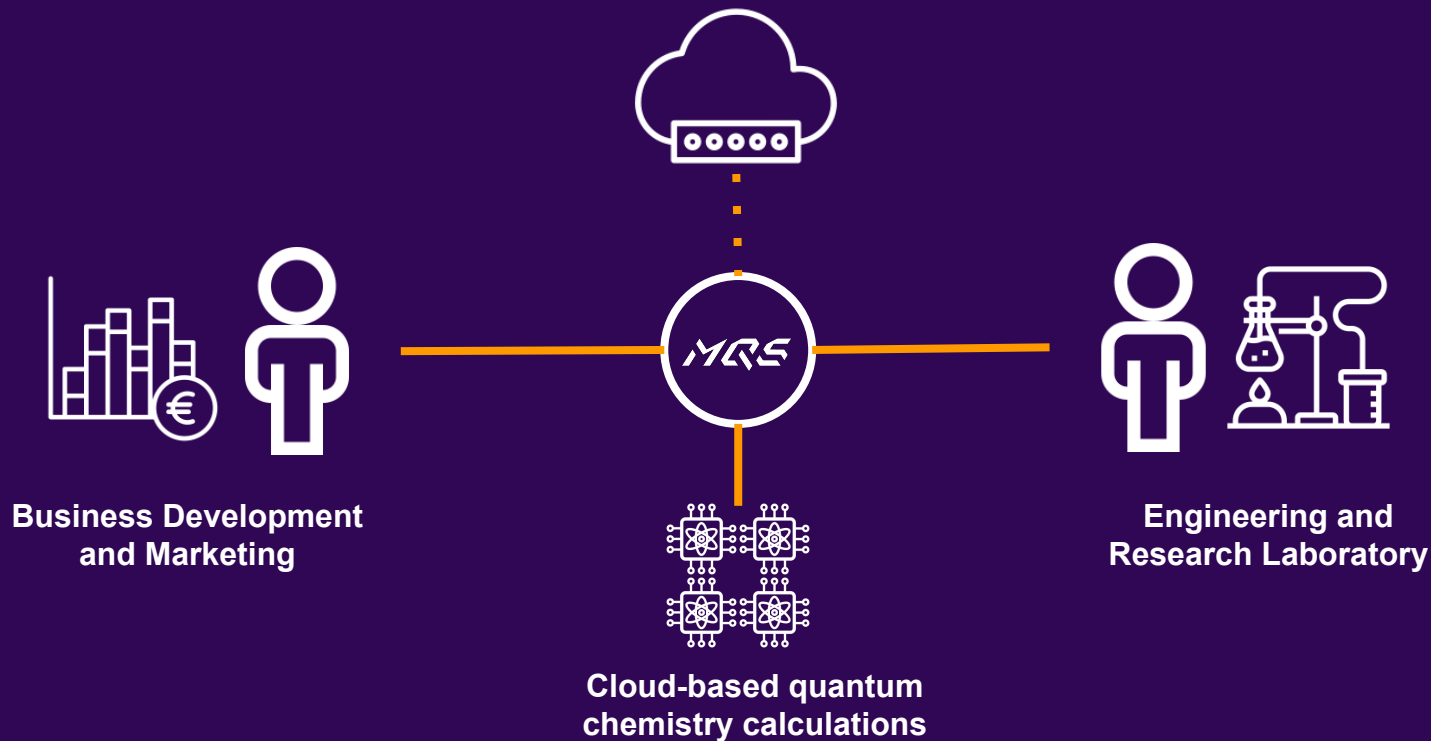 MQS
€
Business Development
and Marketing
Engineering and
Research Laboratory
Cloud-based quantum
chemistry calculations